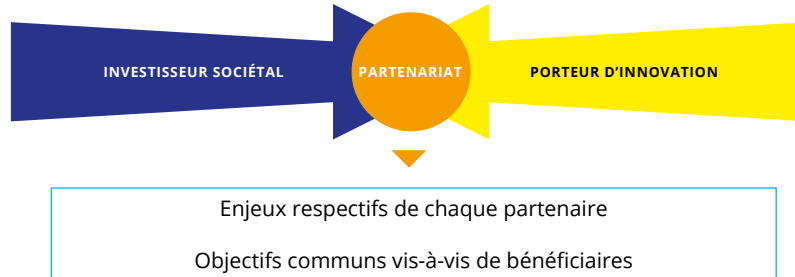 INVESTISSEUR SOCIÉTAL
PARTENARIAT
PORTEUR D’INNOVATION
Enjeux respectifs de chaque partenaire
Objectifs communs vis-à-vis de bénéficiaires